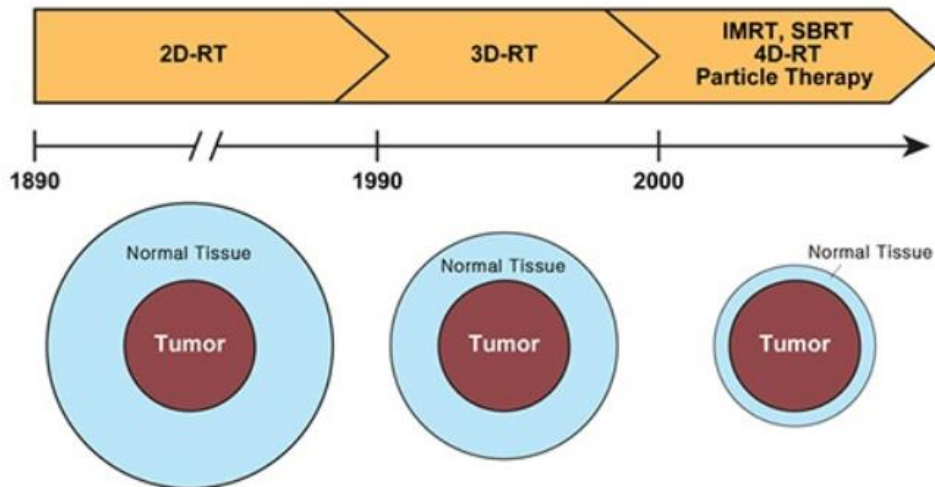 2D-RT
3D-RT
IMRT, SBRT
4D-RT
Particle Therapy
1890
1990
2000
Normal Tissue
Tumor
Normal Tissue
Tumor
Normal Tissue
Tumor